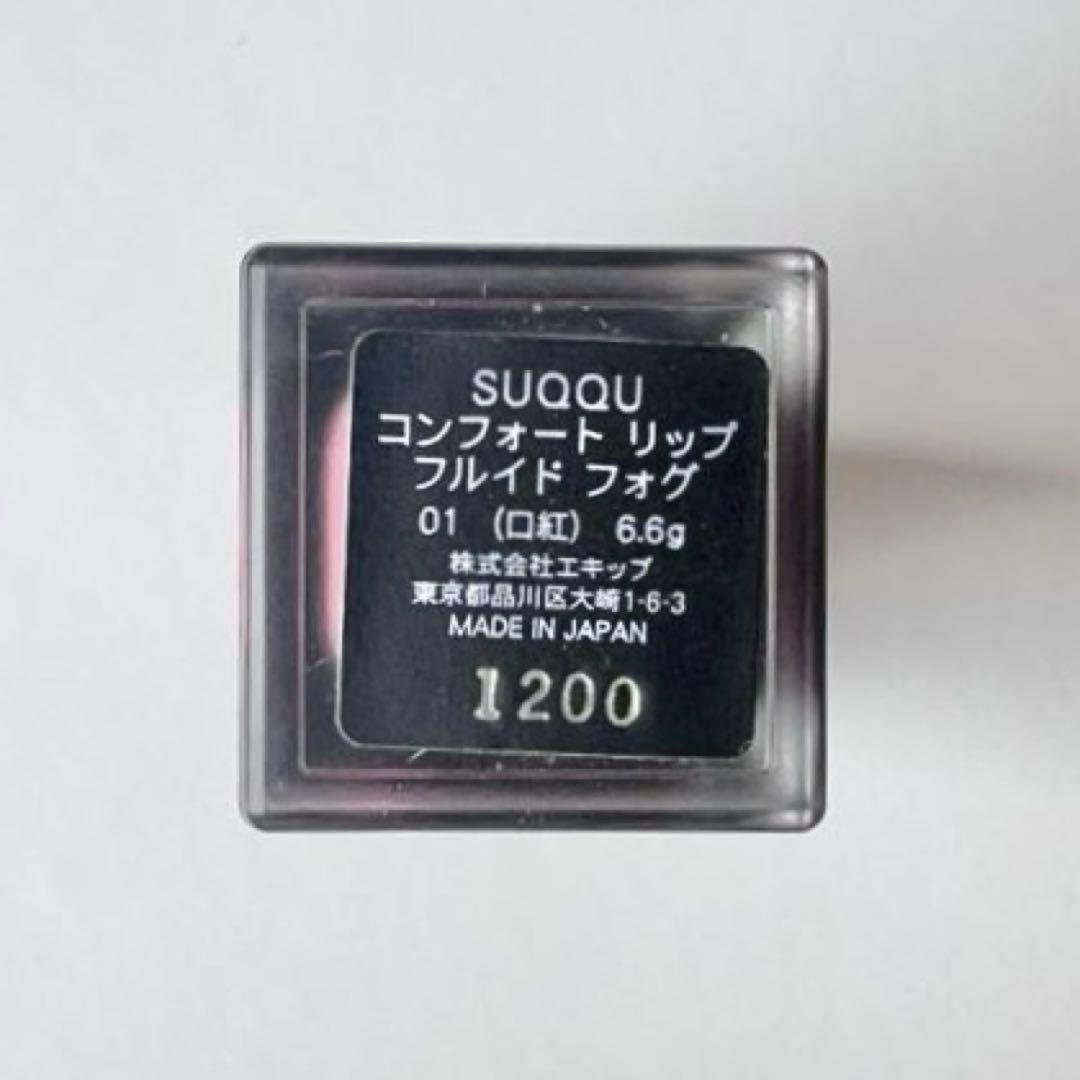 SUQQU
コンフォート リップ
フルイド フォグ
01 (口紅) 6.6g
株式会社エキップ
東京都品川区大崎1-6-3
MADE IN JAPAN
1200